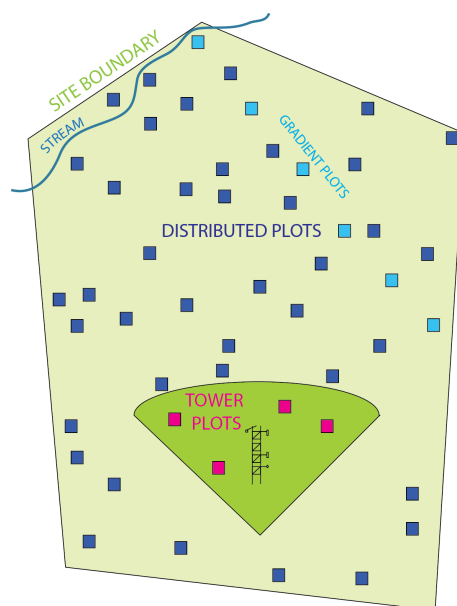 SITE BOUNDARY
STREAM
GRADIENT PLOTS
DISTRIBUTED PLOTS
TOWER
PLOTS